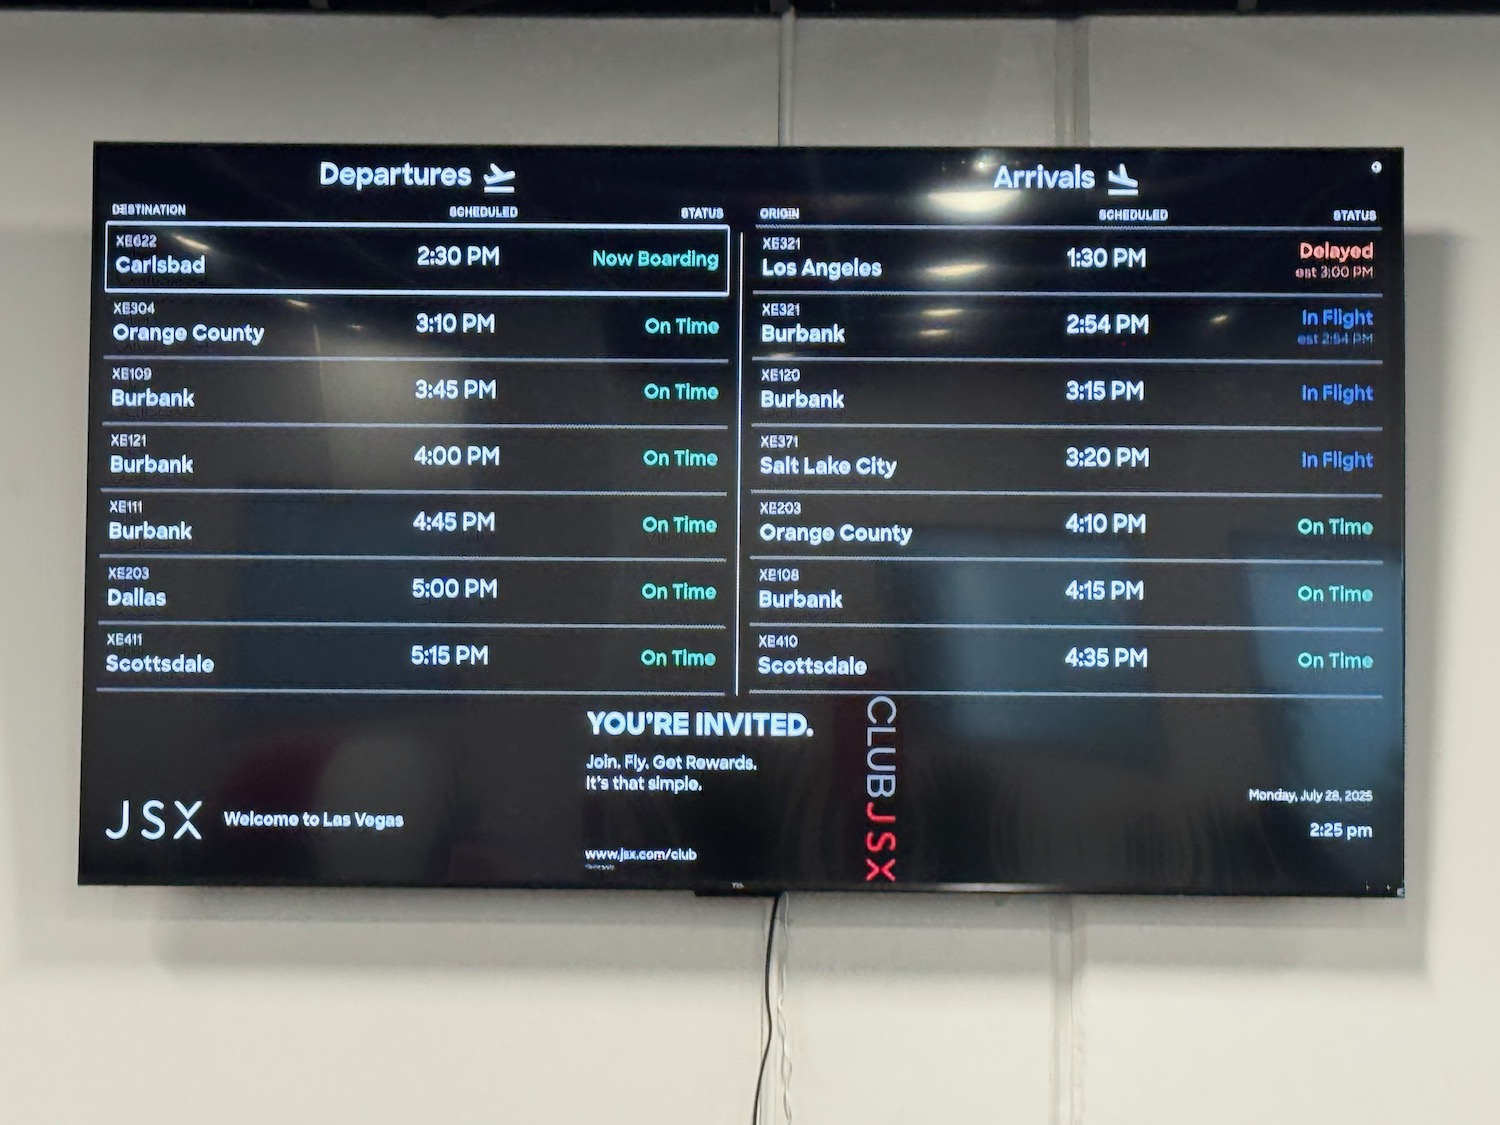 Departures
DESTINATION SCHEDULED STATUS
XE622
Carlsbad 2:30 PM Now Boarding
XE304
Orange County 3:10 PM On Time
XE109
Burbank 3:45 PM On Time
XE121
Burbank 4:00 PM On Time
XE111
Burbank 4:45 PM On Time
XE203
Dallas 5:00 PM On Time
XE411
Scottsdale 5:15 PM On Time
Arrivals
ORIGIN SCHEDULED STATUS
XE321
Los Angeles 1:30 PM Delayed
est 3:00 PM
XE321
Burbank 2:54 PM In Flight
est 2:54 PM
XE120
Burbank 3:15 PM In Flight
XE371
Salt Lake City 3:20 PM In Flight
XE203
Orange County 4:10 PM On Time
XE108
Burbank 4:15 PM On Time
XE410
Scottsdale 4:35 PM On Time
JSX Welcome to Las Vegas
YOU'RE INVITED.
Join. Fly. Get Rewards.
It's that simple.
www.jsx.com/club
CLUB JSX
Monday, July 28, 2025
2:25 pm